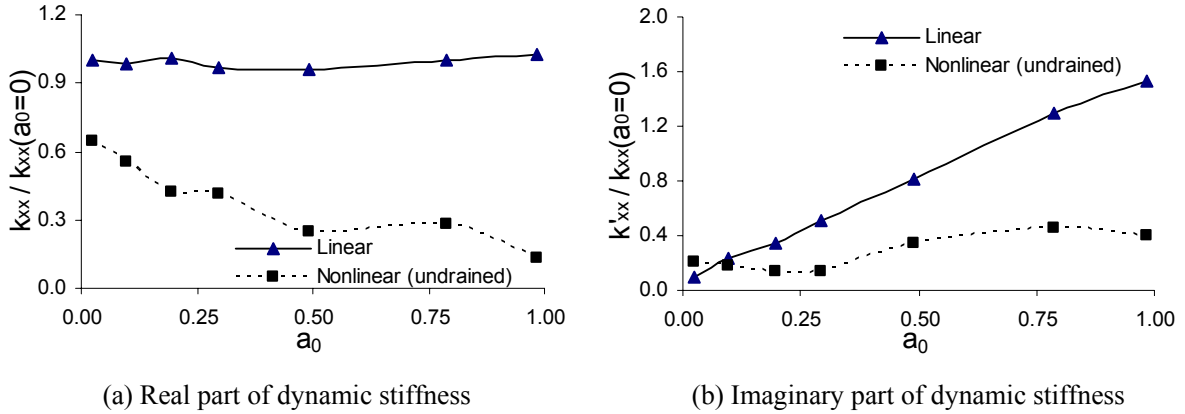 1.2
0.9
0.6
0.3
0.0
kxx / kxx(a0=0)
Linear
Nonlinear (undrained)
0.00
0.25
0.50
0.75
1.00
a0
(a) Real part of dynamic stiffness
2.0
1.6
1.2
0.8
0.4
0.0
k'xx / kxx(a0=0)
Linear
Nonlinear (undrained)
0.00
0.25
0.50
0.75
1.00
a0
(b) Imaginary part of dynamic stiffness